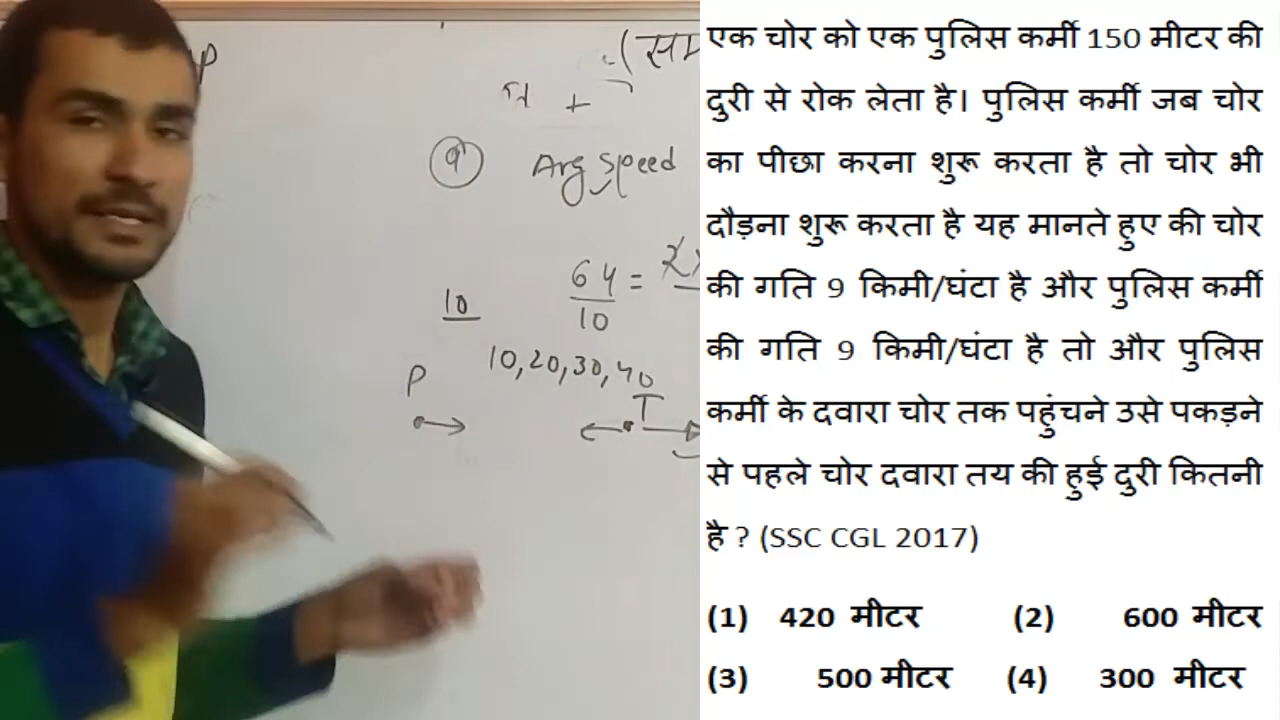 P
(सम
न +
9 Avg speed
64/10 = 2x
10
10,20,30,40
P
T
एक चोर को एक पुलिस कर्मी 150 मीटर की
दुरी से रोक लेता है। पुलिस कर्मी जब चोर
का पीछा करना शुरू करता है तो चोर भी
दौड़ना शुरू करता है यह मानते हुए की चोर
की गति 9 किमी/घंटा है और पुलिस कर्मी
की गति 9 किमी/घंटा है तो और पुलिस
कर्मी के दवारा चोर तक पहुंचने उसे पकड़ने
से पहले चोर दवारा तय की हुई दुरी कितनी
है ? (SSC CGL 2017)
(1) 420 मीटर (2) 600 मीटर
(3) 500 मीटर (4) 300 मीटर